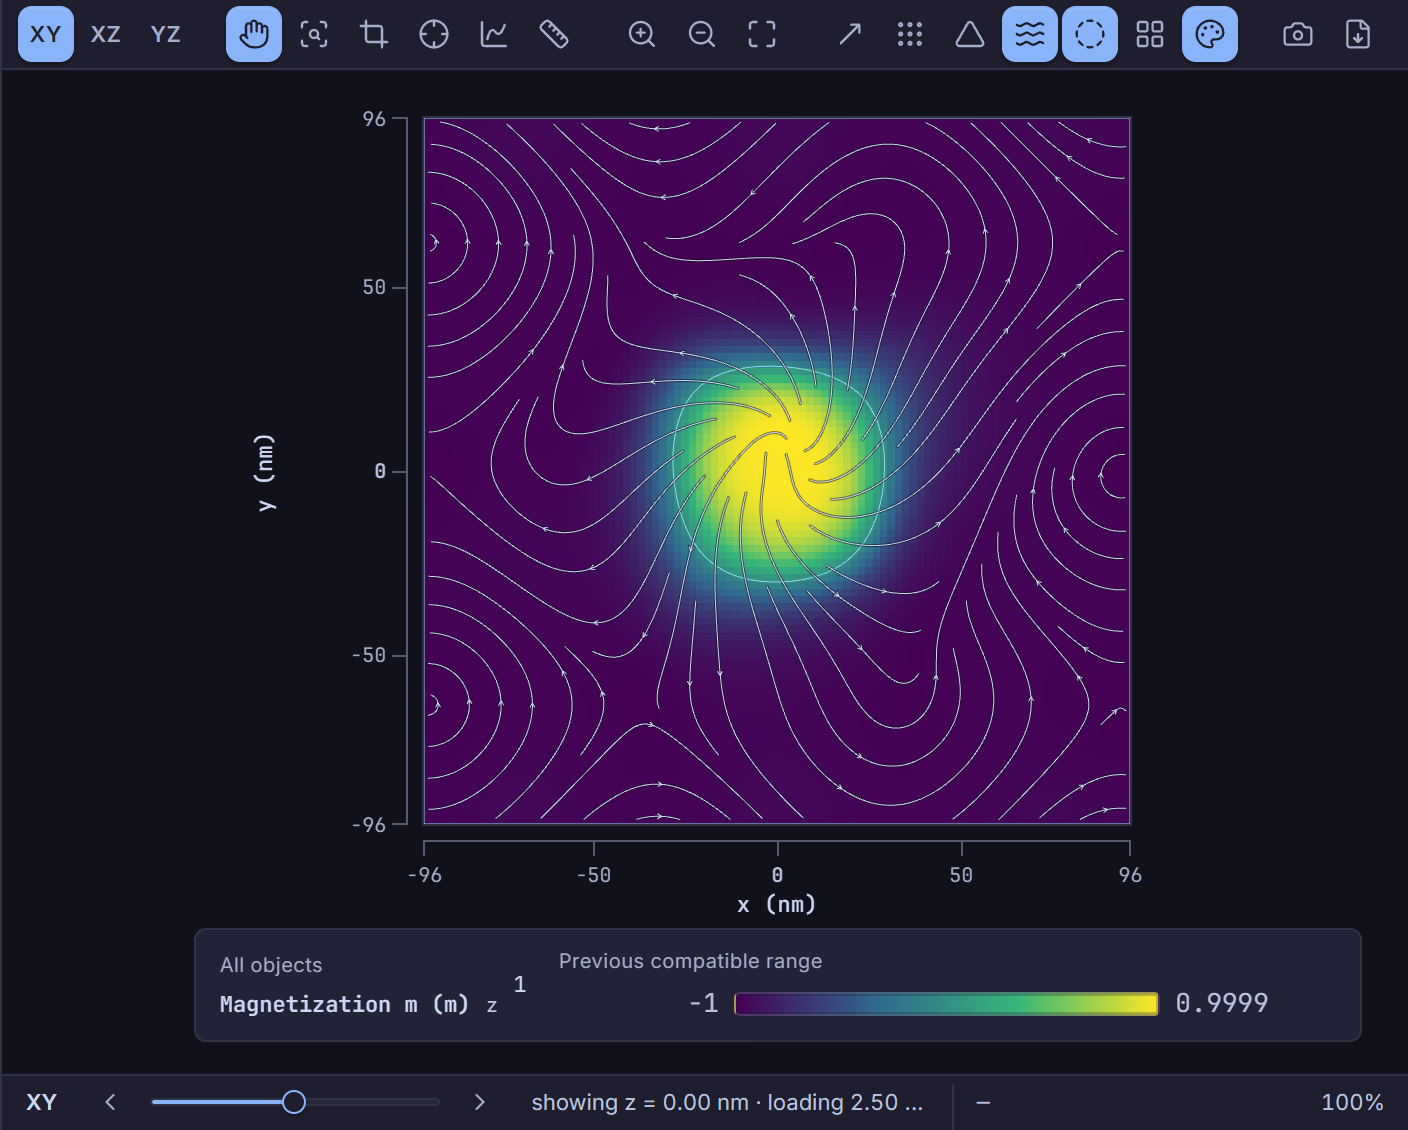 XY XZ YZ
96
50
0
-50
-96
y (nm)
-96 -50 0 50 96
x (nm)
All objects
Magnetization m (m) z 1
Previous compatible range
-1 0.9999
XY showing z = 0.00 nm · loading 2.50 ... – 100%